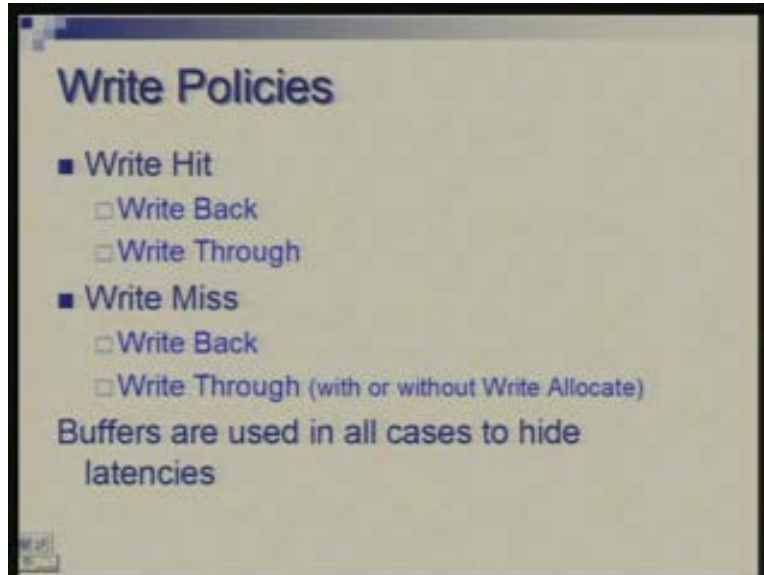 Write Policies
Write Hit
Write Back
Write Through
Write Miss
Write Back
Write Through (with or without Write Allocate)
Buffers are used in all cases to hide
latencies